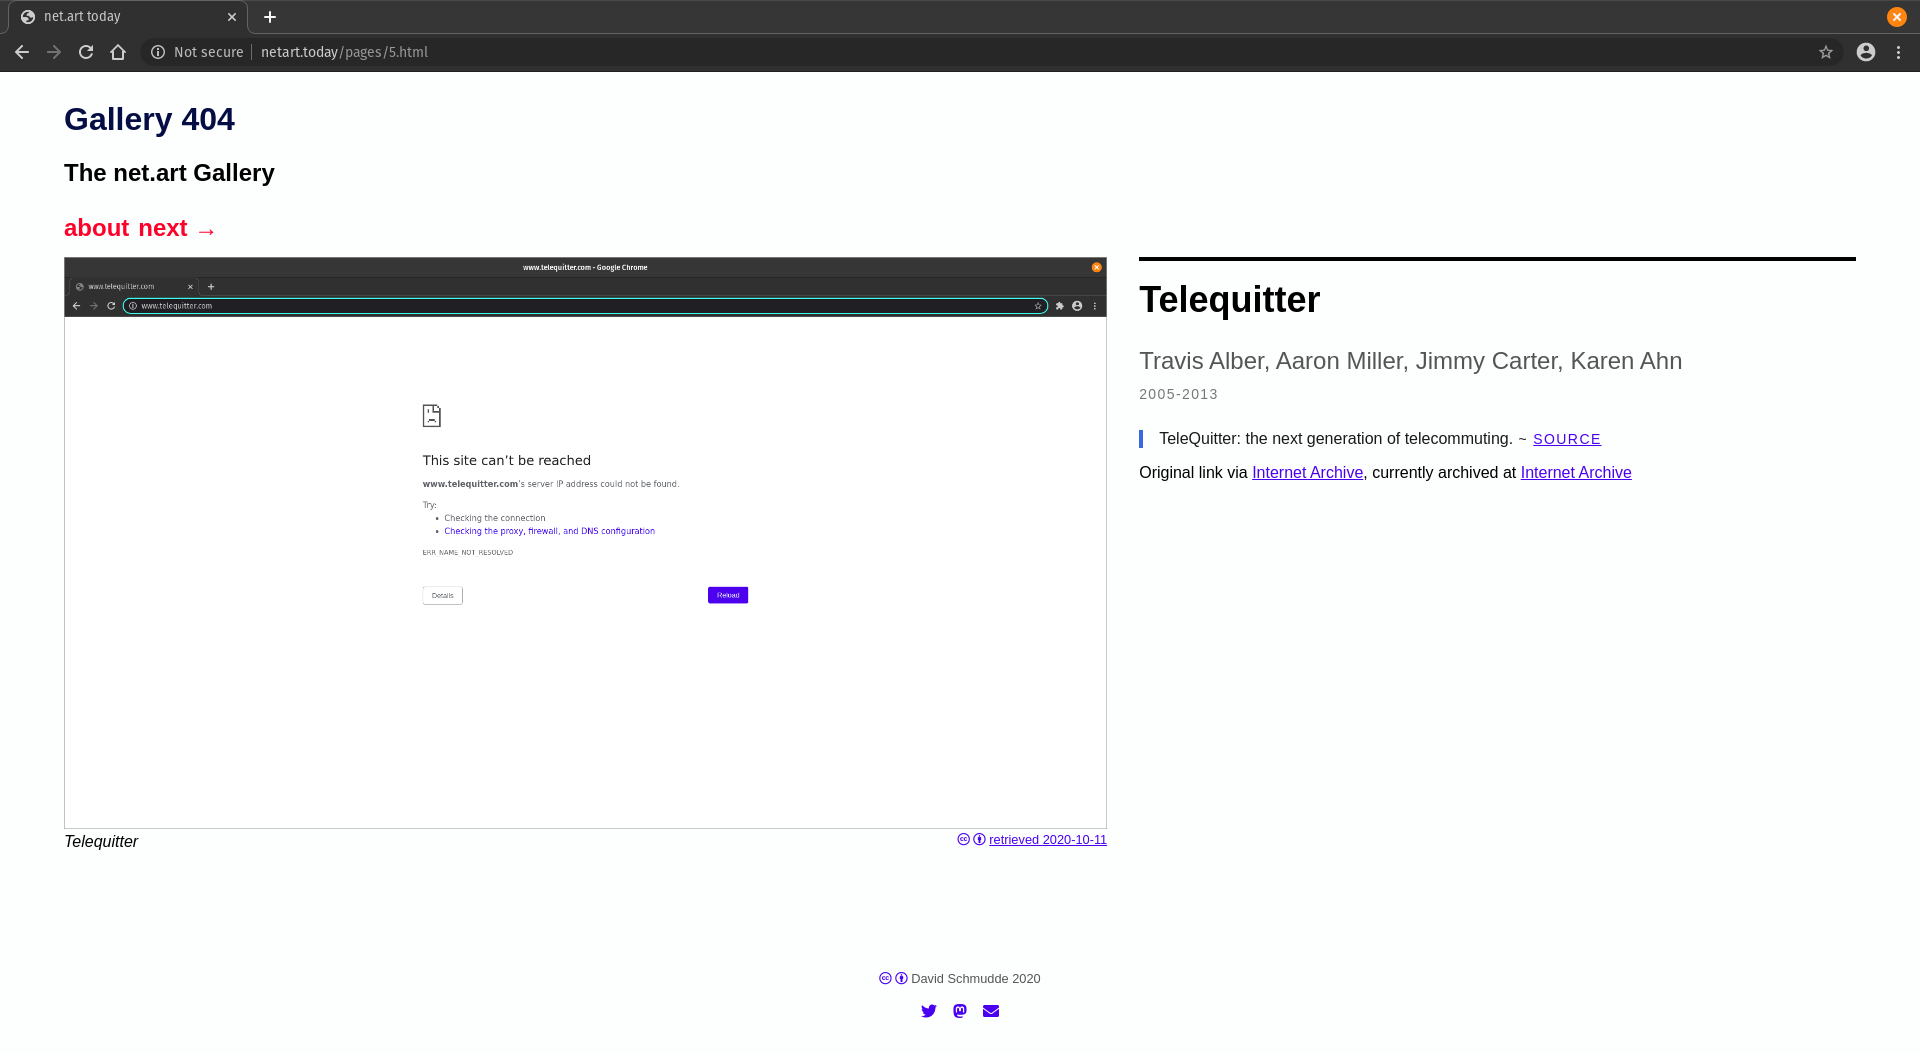 net.art today
Not secure
netart.today/pages/5.html
Gallery 404
The net.art Gallery
about next →
www.telequitter.com - Google Chrome
www.telequitter.com
www.telequitter.com
This site can’t be reached
www.telequitter.com’s server IP address could not be found.
Try:
• Checking the connection
• Checking the proxy, firewall, and DNS configuration
ERR_NAME_NOT_RESOLVED
Details
Reload
Telequitter
retrieved 2020-10-11
Telequitter
Travis Alber, Aaron Miller, Jimmy Carter, Karen Ahn
2005-2013
TeleQuitter: the next generation of telecommuting. ~ SOURCE
Original link via Internet Archive, currently archived at Internet Archive
David Schmudde 2020